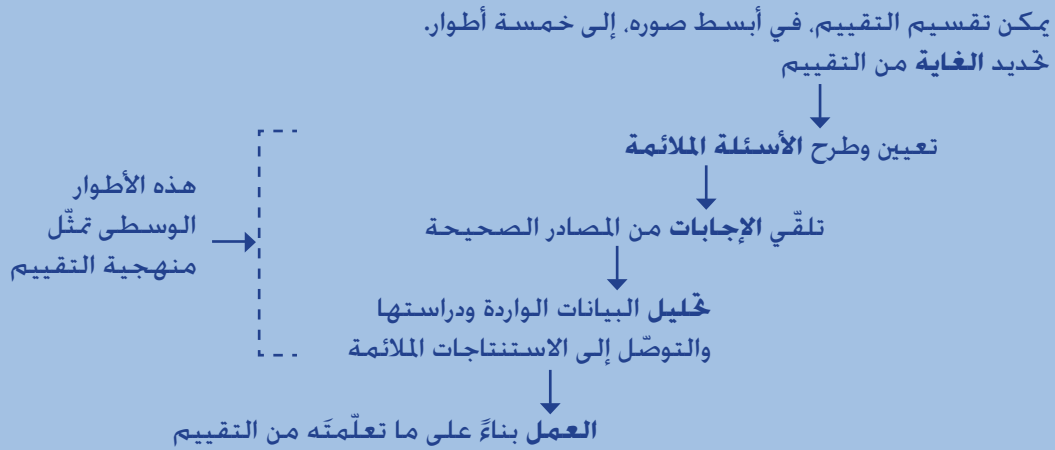 يمكن تقسيم التقييم، في أبسط صوره، إلى خمسة أطوار.
تحديد الغاية من التقييم
تعيين وطرح الأسئلة الملائمة
تلقّي الإجابات من المصادر الصحيحة
تحليل البيانات الواردة ودراستها
والتوصّل إلى الاستنتاجات الملائمة
العمل بناءً على ما تعلّمتَه من التقييم
هذه الأطوار
الوسطى تمثّل
منهجية التقييم